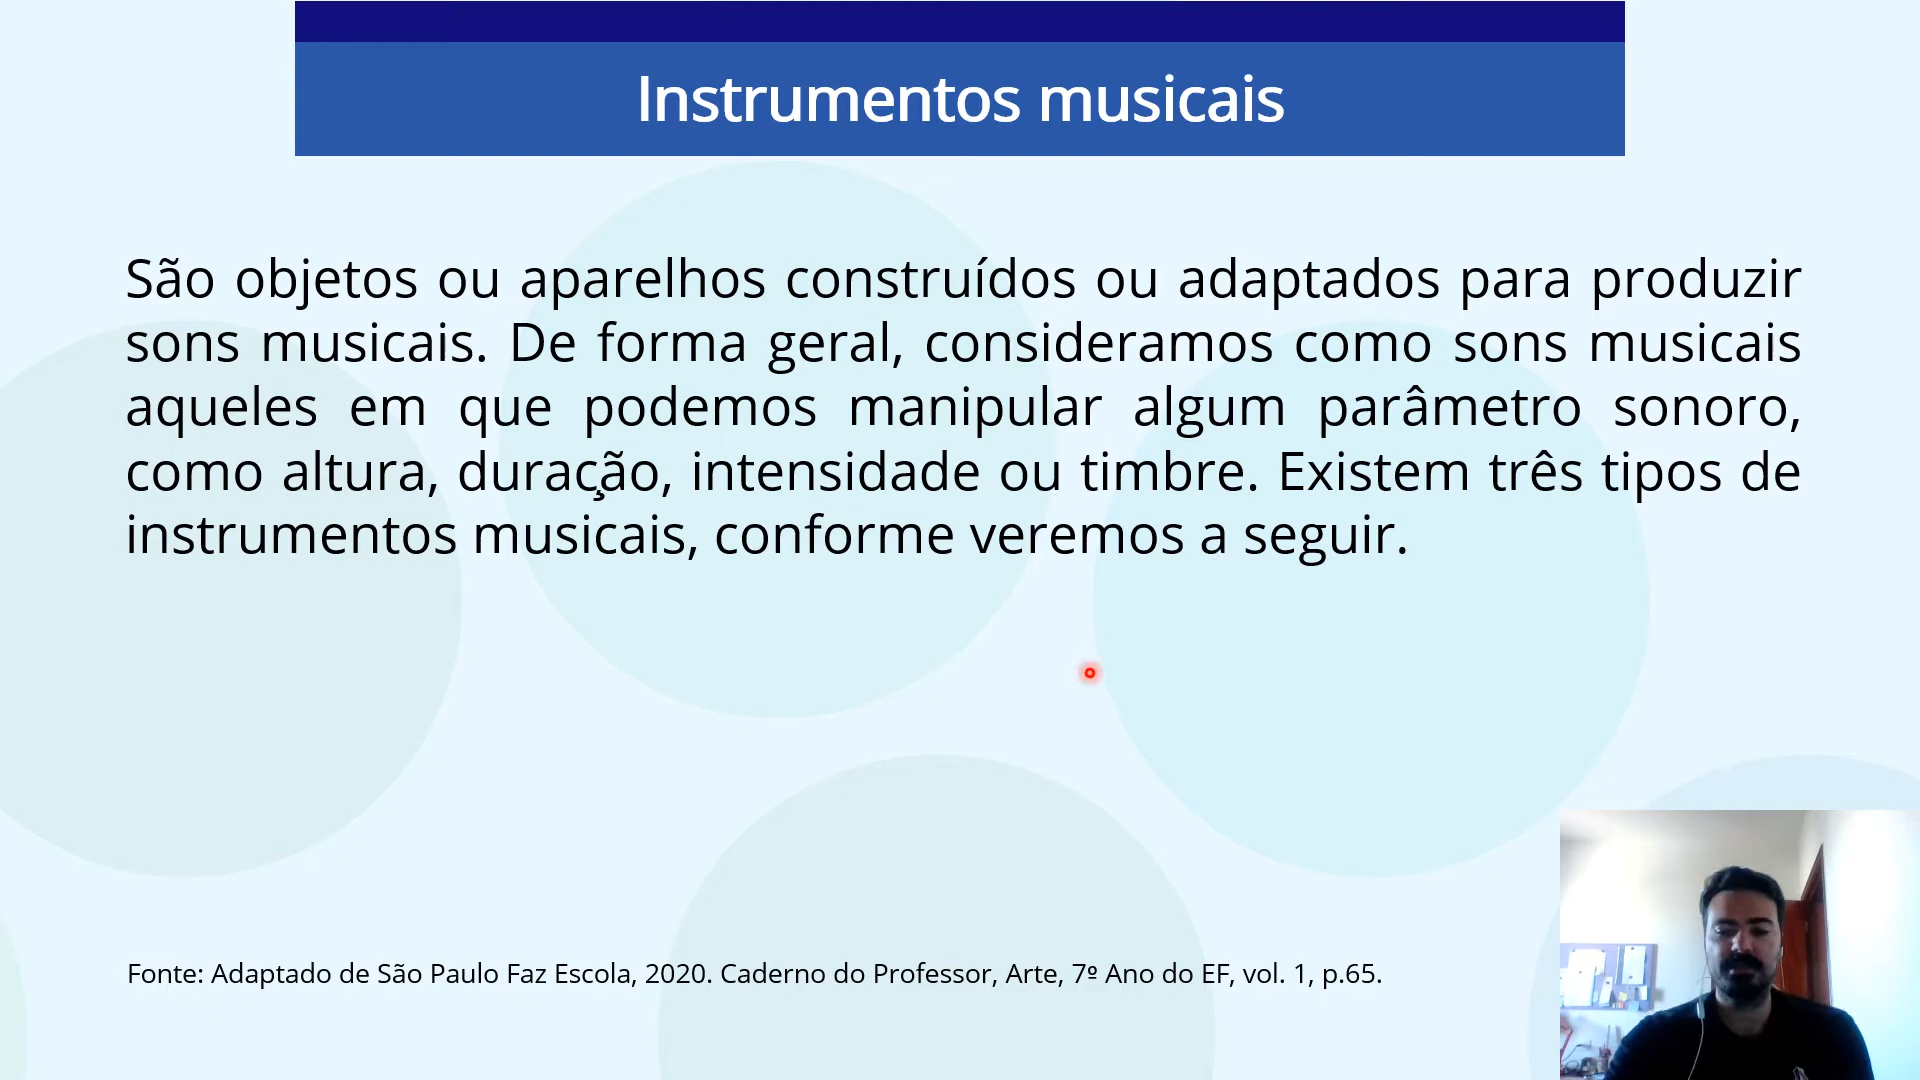 Instrumentos musicais
São objetos ou aparelhos construídos ou adaptados para produzir
sons musicais. De forma geral, consideramos como sons musicais
aqueles em que podemos manipular algum parâmetro sonoro,
como altura, duração, intensidade ou timbre. Existem três tipos de
instrumentos musicais, conforme veremos a seguir.
Fonte: Adaptado de São Paulo Faz Escola, 2020. Caderno do Professor, Arte, 7º Ano do EF, vol. 1, p.65.